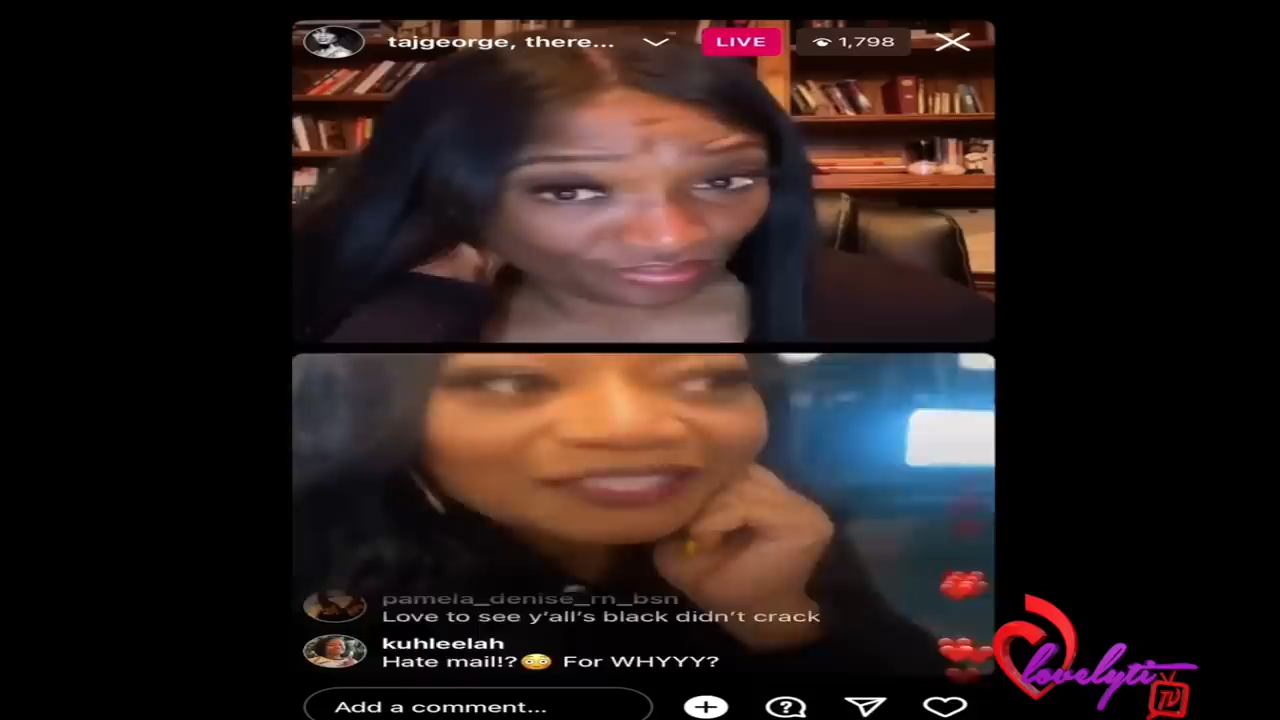 tajgeorge, there...
LIVE
1,798
pamela_denise_rn_bsn
Love to see y'all's black didn't crack
kuhleelah
Hate mail!?😳 For WHYYY?
Add a comment...
lovelyti
TV